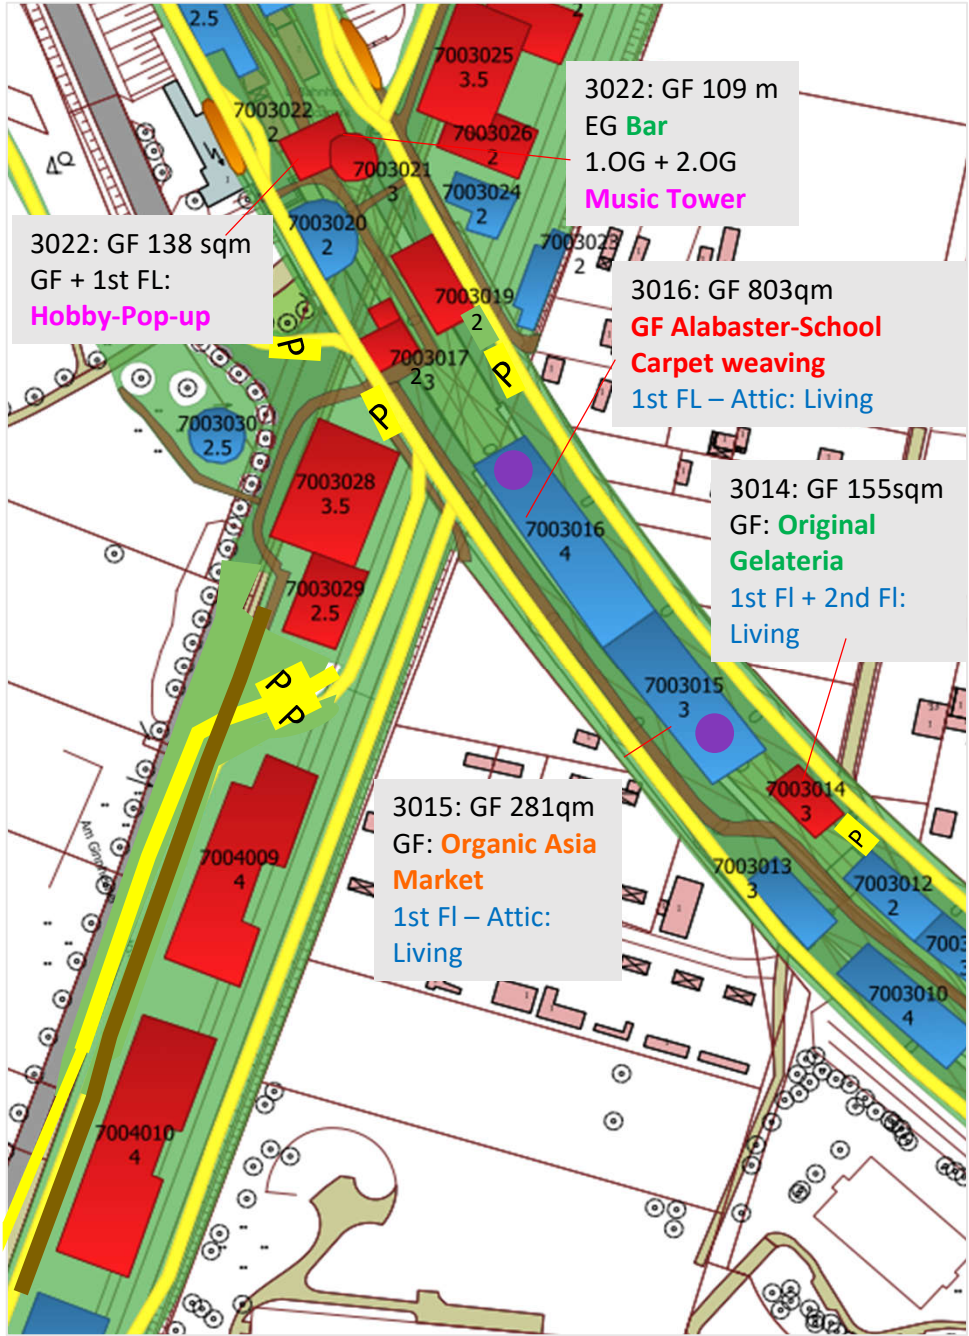 2.5
2
7003025
3.5
7003022
2
7003026
2
7003021
3
7003024
2
7003020
2
7003023
2
3022: GF 109 m
EG Bar
1.OG + 2.OG
Music Tower
3022: GF 138 sqm
GF + 1st FL:
Hobby-Pop-up
3016: GF 803qm
GF Alabaster-School
Carpet weaving
1st FL – Attic: Living
7003019
2
P
7003017
2
3
P
P
7003030
2.5
7003028
3.5
7003016
4
3014: GF 155sqm
GF: Original
Gelateria
1st Fl + 2nd Fl:
Living
7003029
2.5
P
P
7003015
3
7003014
3
P
3015: GF 281qm
GF: Organic Asia
Market
1st Fl – Attic:
Living
7004009
4
7003013
3
7003012
2
7003010
4
7004010
4